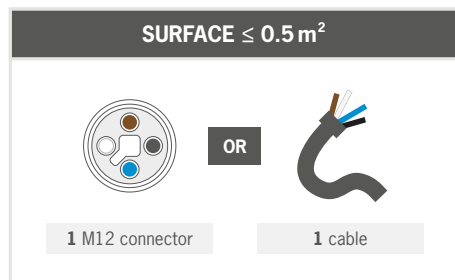 SURFACE ≤ 0.5 m²
OR
1 M12 connector
1 cable